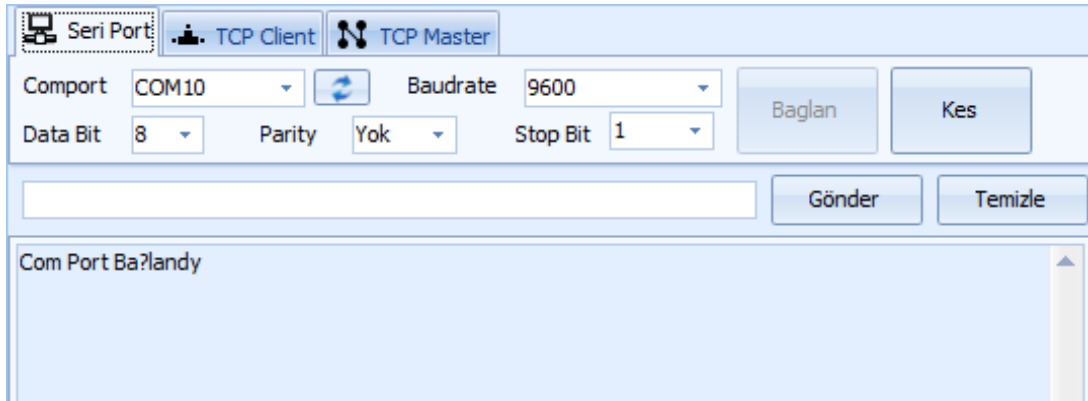 Seri Port TCP Client TCP Master
Comport COM10 Baudrate 9600
Baglan Kes
Data Bit 8 Parity Yok Stop Bit 1
Gönder Temizle
Com Port Ba?landy